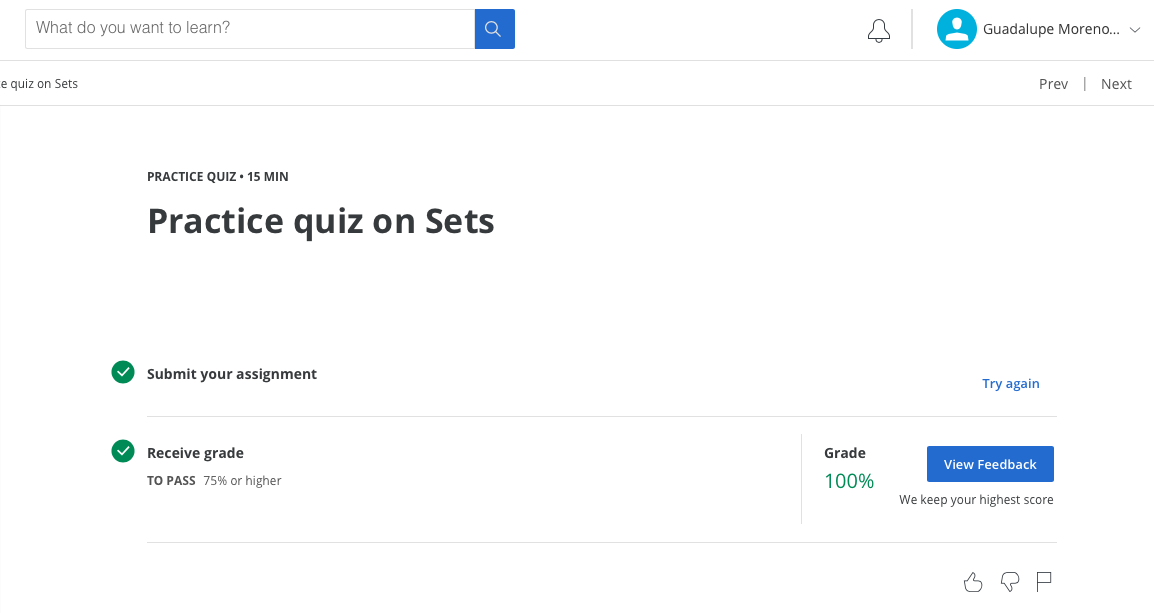 What do you want to learn?
Guadalupe Moreno...
e quiz on Sets
Prev | Next
PRACTICE QUIZ • 15 MIN
Practice quiz on Sets
Submit your assignment
Try again
Receive grade
TO PASS 75% or higher
Grade
100%
View Feedback
We keep your highest score